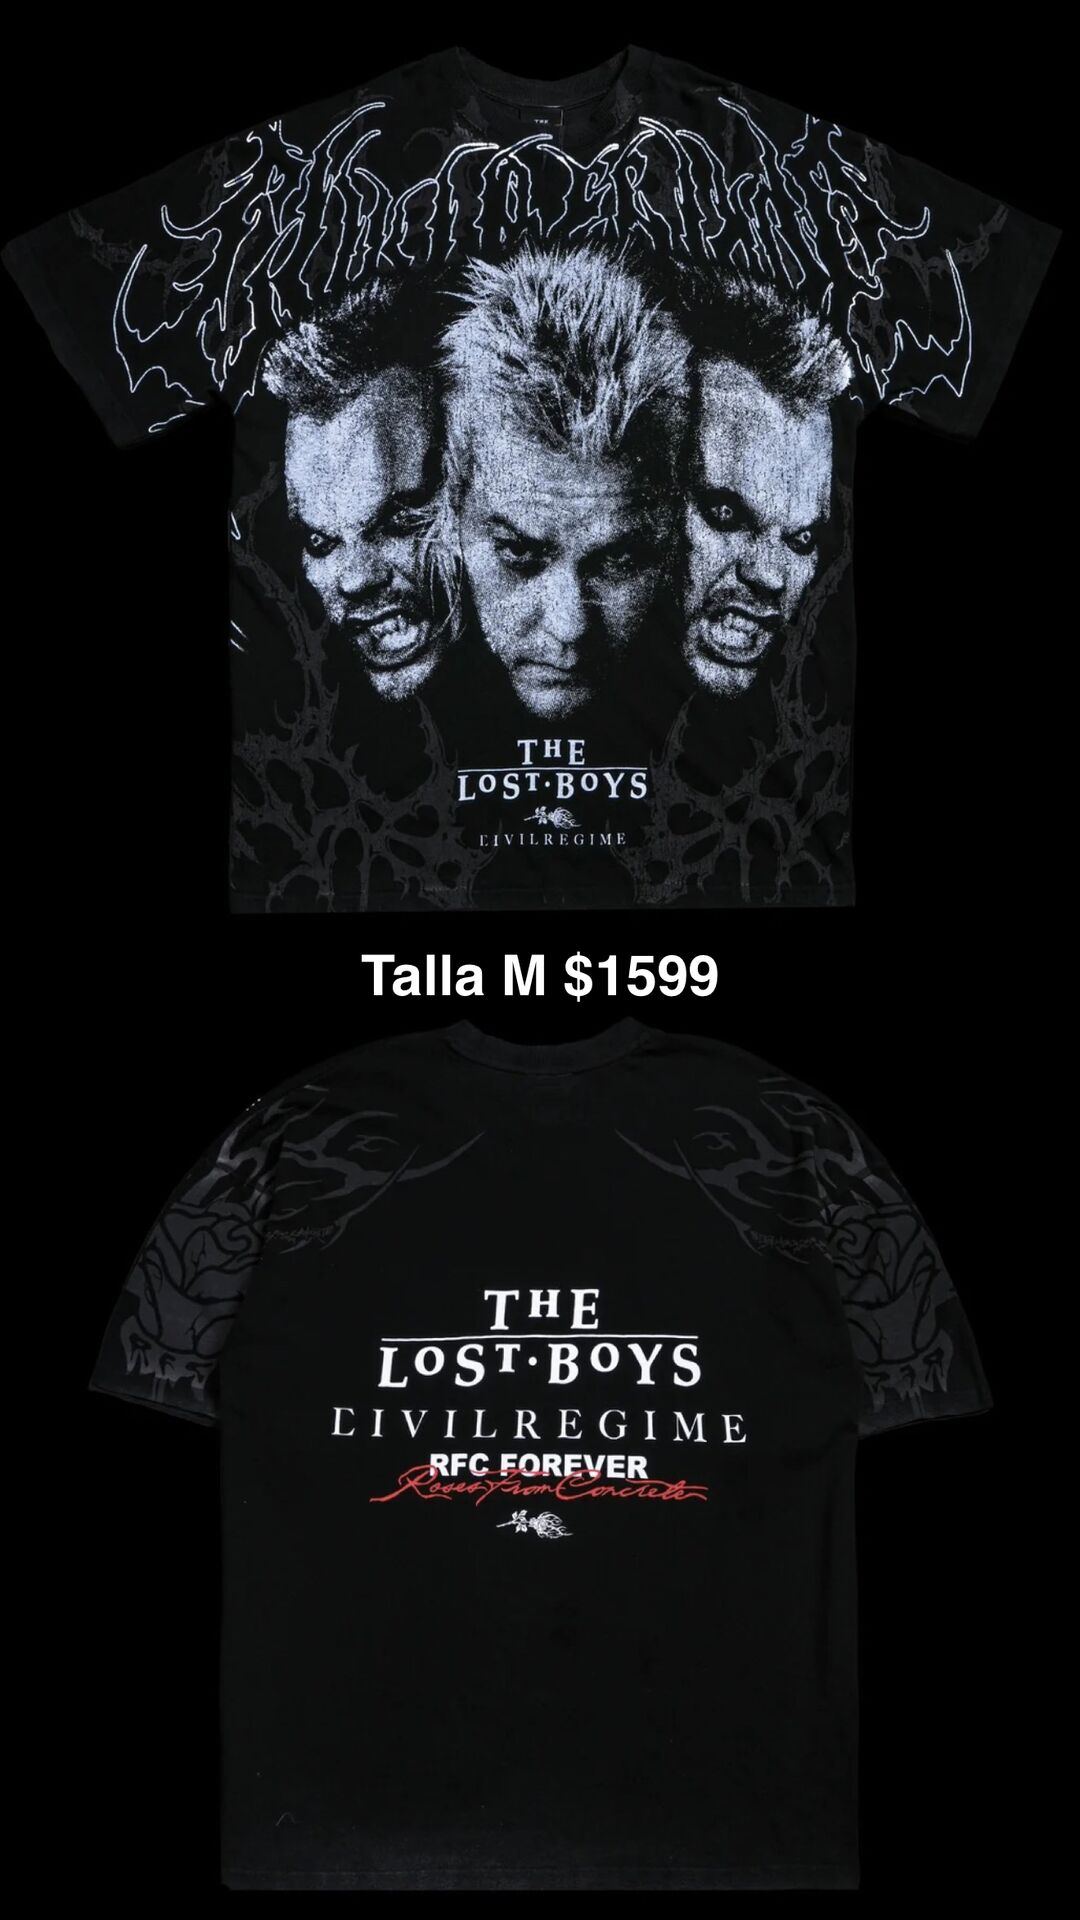 THE
LOST·BOYS
CIVILREGIME
Talla M $1599
THE
LOST·BOYS
CIVILREGIME
RFC FOREVER
Roses From Concrete